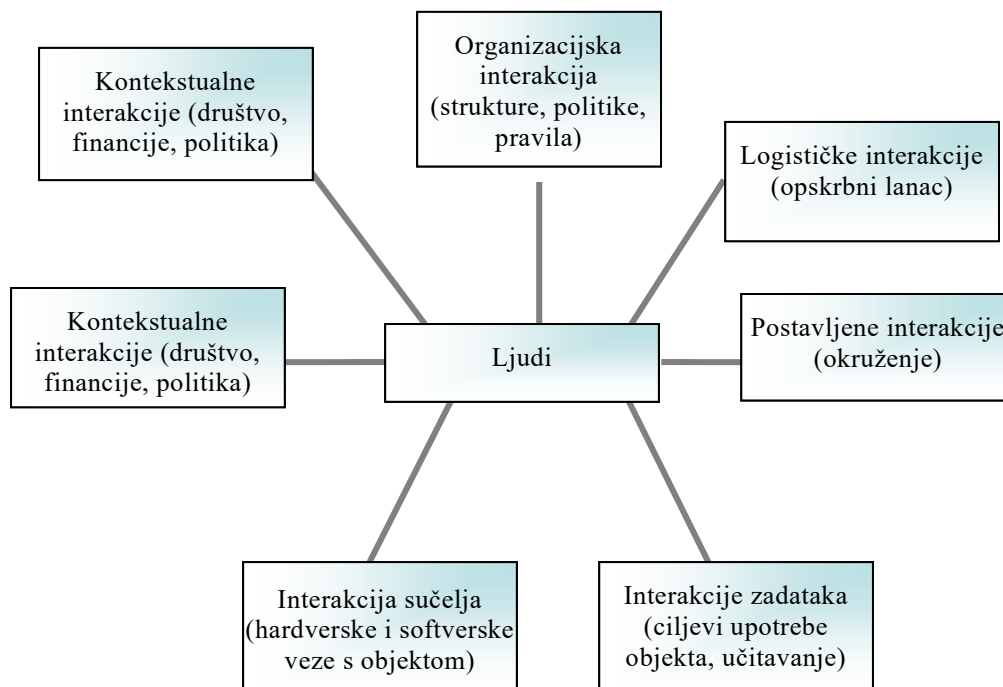 Kontekstualne
interakcije (društvo,
financije, politika)
Organizacijska
interakcija
(strukture, politike,
pravila)
Logističke interakcije
(opskrbni lanac)
Kontekstualne
interakcije (društvo,
financije, politika)
Ljudi
Postavljene interakcije
(okruženje)
Interakcija sučelja
(hardverske i softverske
veze s objektom)
Interakcije zadataka
(ciljevi upotrebe
objekta, učitavanje)